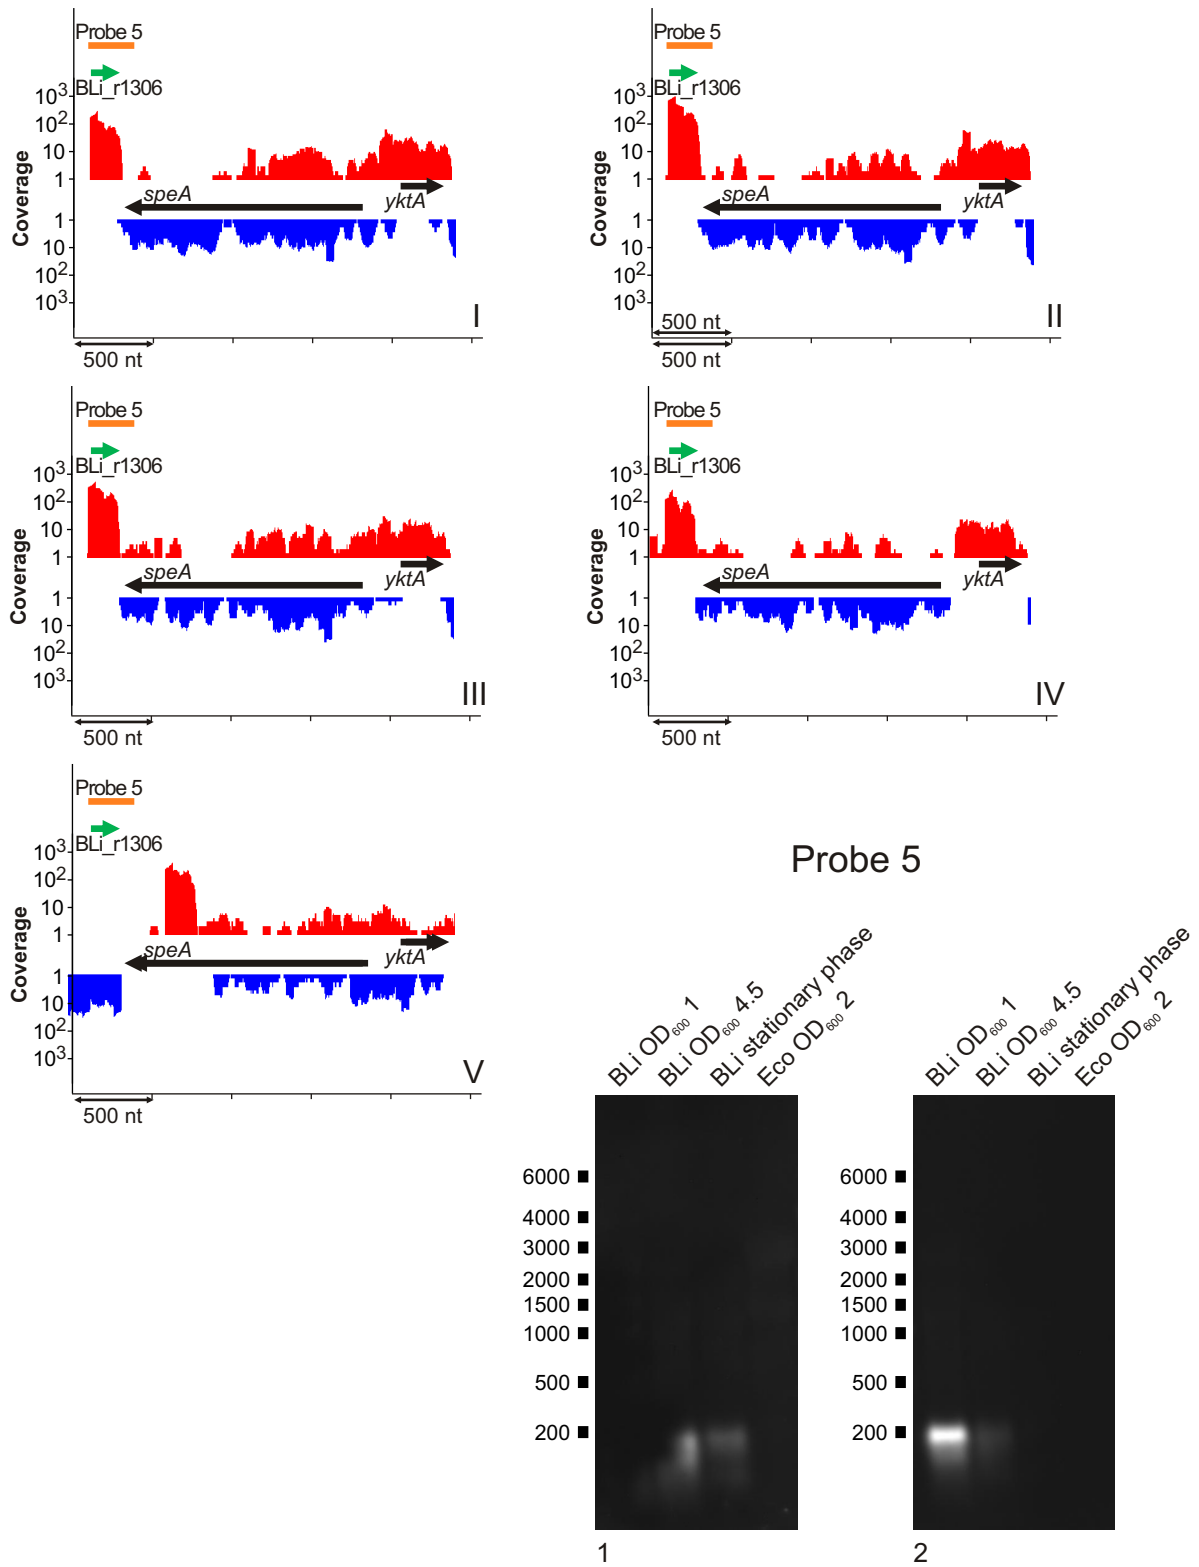 Probe 5
BLi_r1306
10³
10²
10
1
speA
yktA
1
10
10²
10³
Coverage
I
500 nt
Probe 5
BLi_r1306
10³
10²
10
1
speA
yktA
1
10
10²
10³
Coverage
II
500 nt
500 nt
Probe 5
BLi_r1306
10³
10²
10
1
speA
yktA
1
10
10²
10³
Coverage
III
500 nt
Probe 5
BLi_r1306
10³
10²
10
1
speA
yktA
1
10
10²
10³
Coverage
IV
500 nt
Probe 5
BLi_r1306
10³
10²
10
1
speA
yktA
1
10
10²
10³
Coverage
V
500 nt
Probe 5
BLi OD₆₀₀ 1
BLi OD₆₀₀ 4.5
BLi stationary phase
Eco OD₆₀₀ 2
6000
4000
3000
2000
1500
1000
500
200
1
BLi OD₆₀₀ 1
BLi OD₆₀₀ 4.5
BLi stationary phase
Eco OD₆₀₀ 2
6000
4000
3000
2000
1500
1000
500
200
2